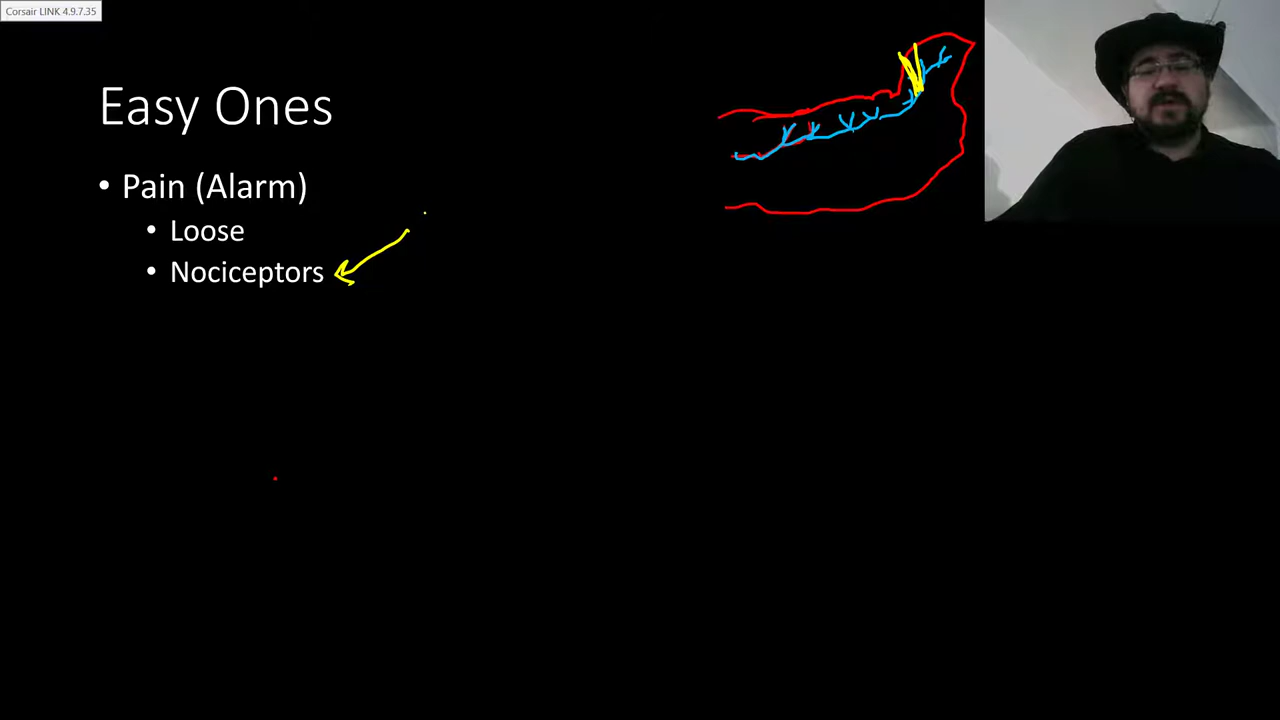 Corsair LINK 4.9.7.35
Easy Ones
• Pain (Alarm)
• Loose
• Nociceptors